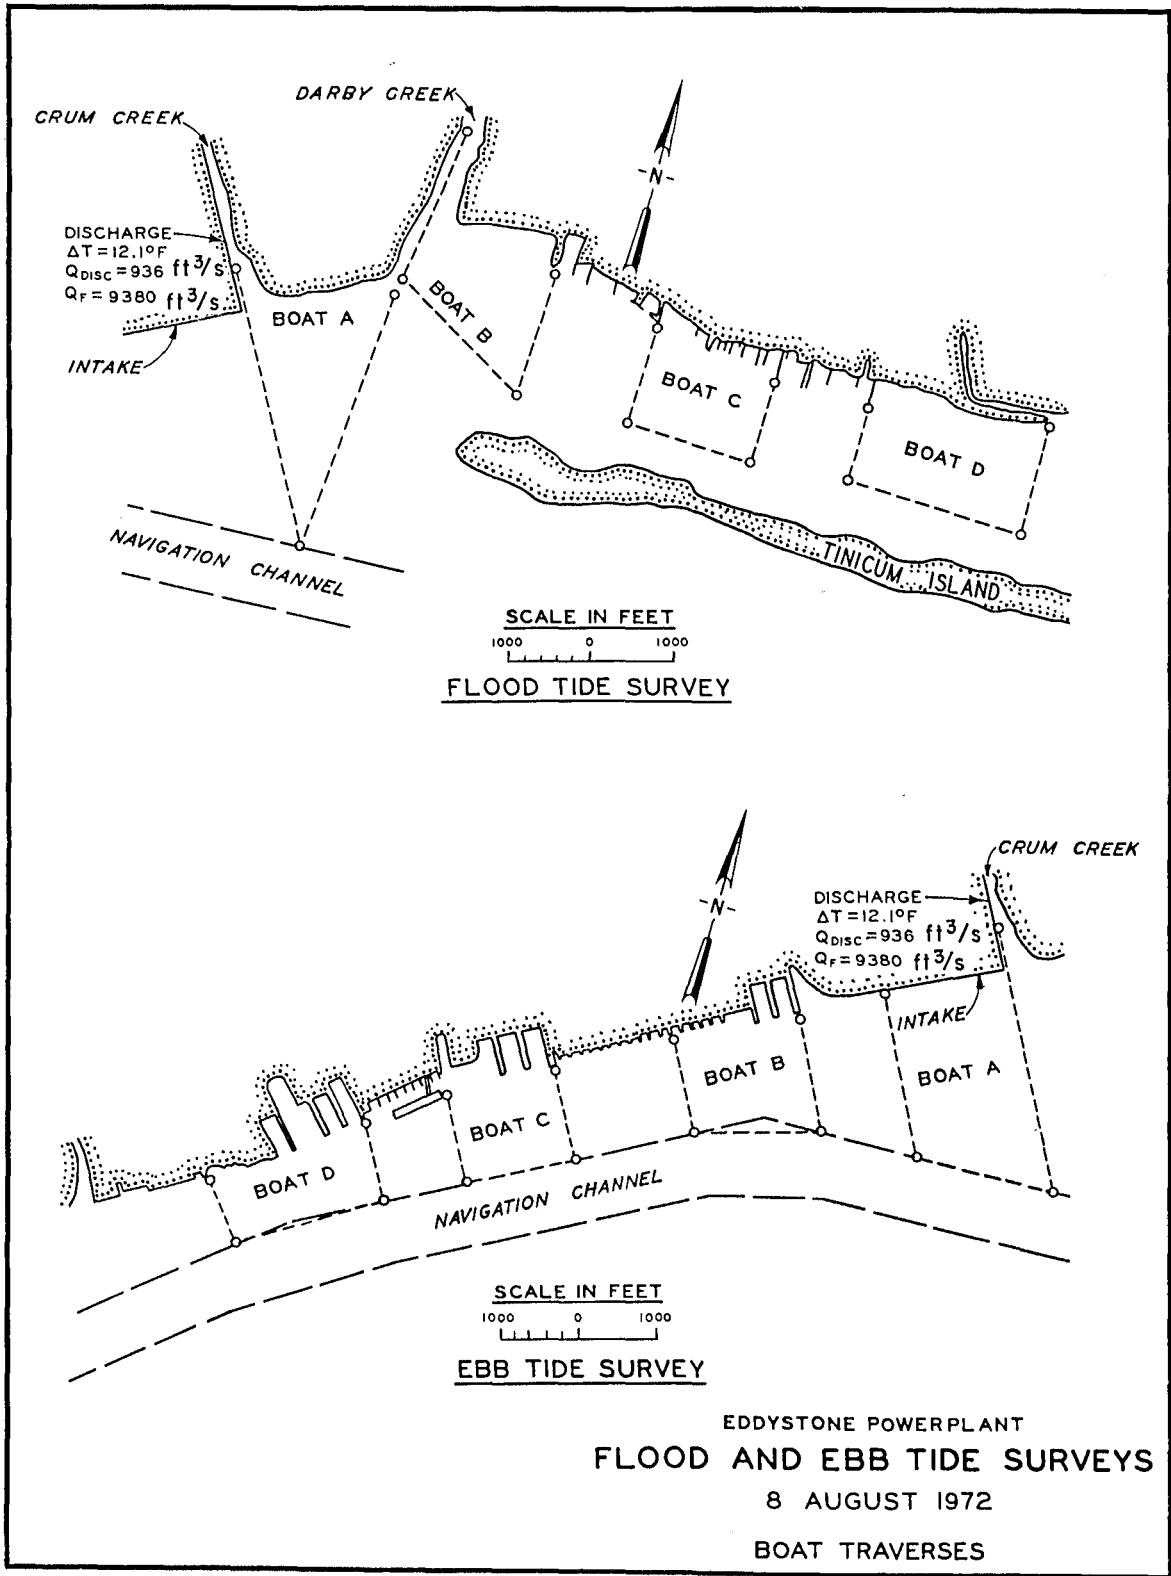 DARBY CREEK
CRUM CREEK
-N-
DISCHARGE
ΔT=12.1°F
QDISC=936 ft³/s
QF=9380 ft³/s
BOAT A
BOAT B
INTAKE
BOAT C
BOAT D
NAVIGATION CHANNEL
TINICUM ISLAND
SCALE IN FEET
1000 0 1000
FLOOD TIDE SURVEY
CRUM CREEK
-N-
DISCHARGE
ΔT=12.1°F
QDISC=936 ft³/s
QF=9380 ft³/s
INTAKE
BOAT A
BOAT B
BOAT C
BOAT D
NAVIGATION CHANNEL
SCALE IN FEET
1000 0 1000
EBB TIDE SURVEY
EDDYSTONE POWERPLANT
FLOOD AND EBB TIDE SURVEYS
8 AUGUST 1972
BOAT TRAVERSES